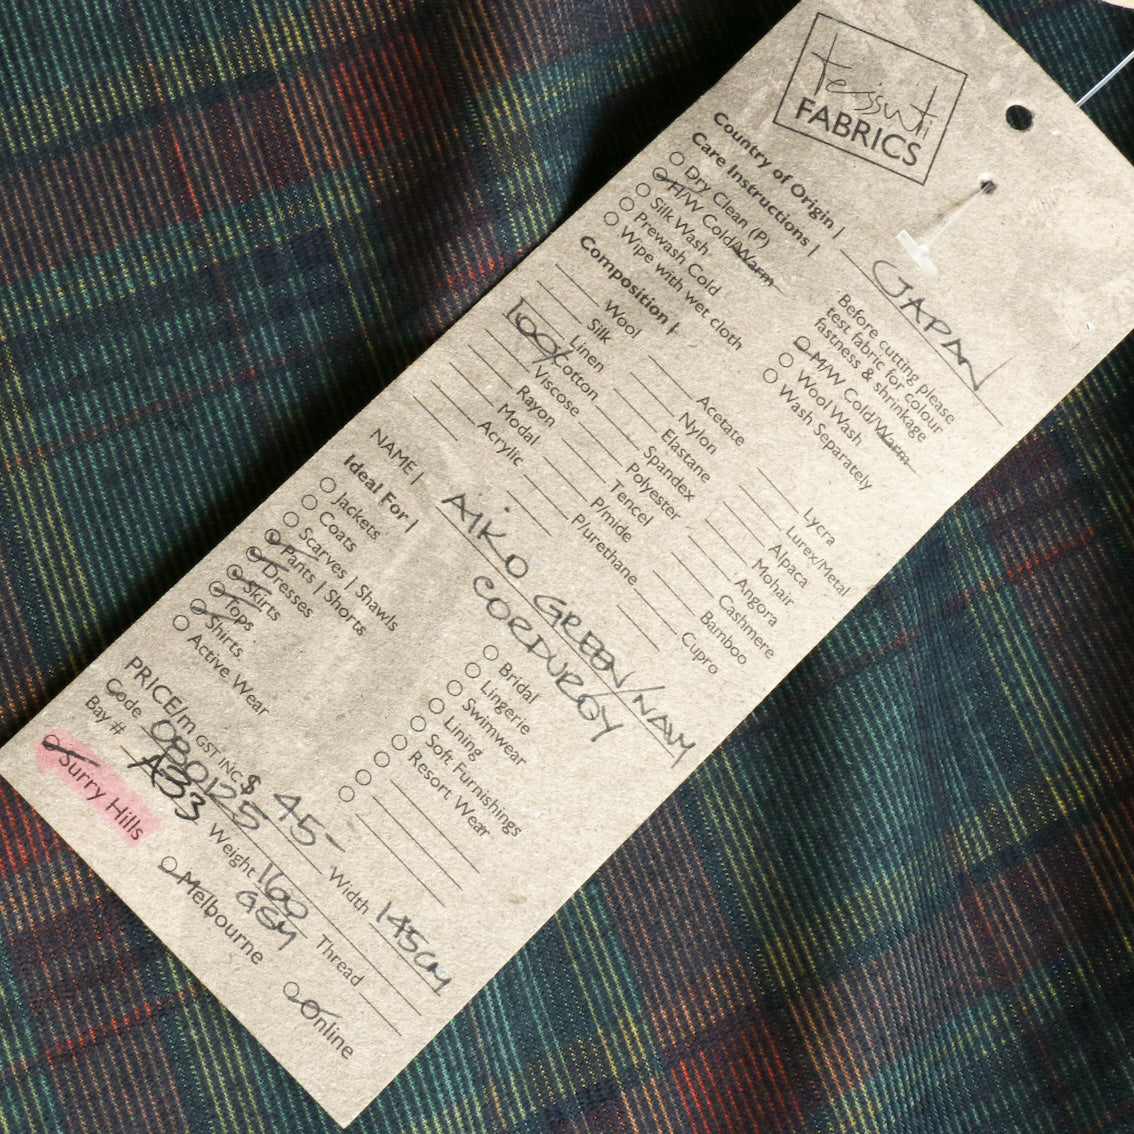 tessuti
FABRICS
Country of Origin | JAPAN
Care Instructions |
Dry Clean (P)
H/W Cold/Warm
Silk Wash
Prewash Cold
Wipe with wet cloth
Before cutting please
test fabric for colour
fastness & shrinkage
M/W Cold/Warm
Wool Wash
Wash Separately
Composition |
Wool
Silk
Linen
100% Cotton
Viscose
Rayon
Modal
Acrylic
Acetate
Nylon
Elastane
Spandex
Polyester
Tencel
P/mide
P/urethane
Lycra
Lurex/Metal
Alpaca
Mohair
Angora
Cashmere
Bamboo
Cupro
NAME | AIKO GREEN/NAVY
CORDURGY
Ideal For |
Jackets
Coats
Scarves | Shawls
Pants | Shorts
Dresses
Skirts
Tops
Shirts
Active Wear
Bridal
Lingerie
Swimwear
Lining
Soft Furnishings
Resort Wear
PRICE/m GST INC $ 45- Width 145cm
Code 080125 Weight 160 GSM Thread
Bay # A33
Surry Hills Melbourne Online